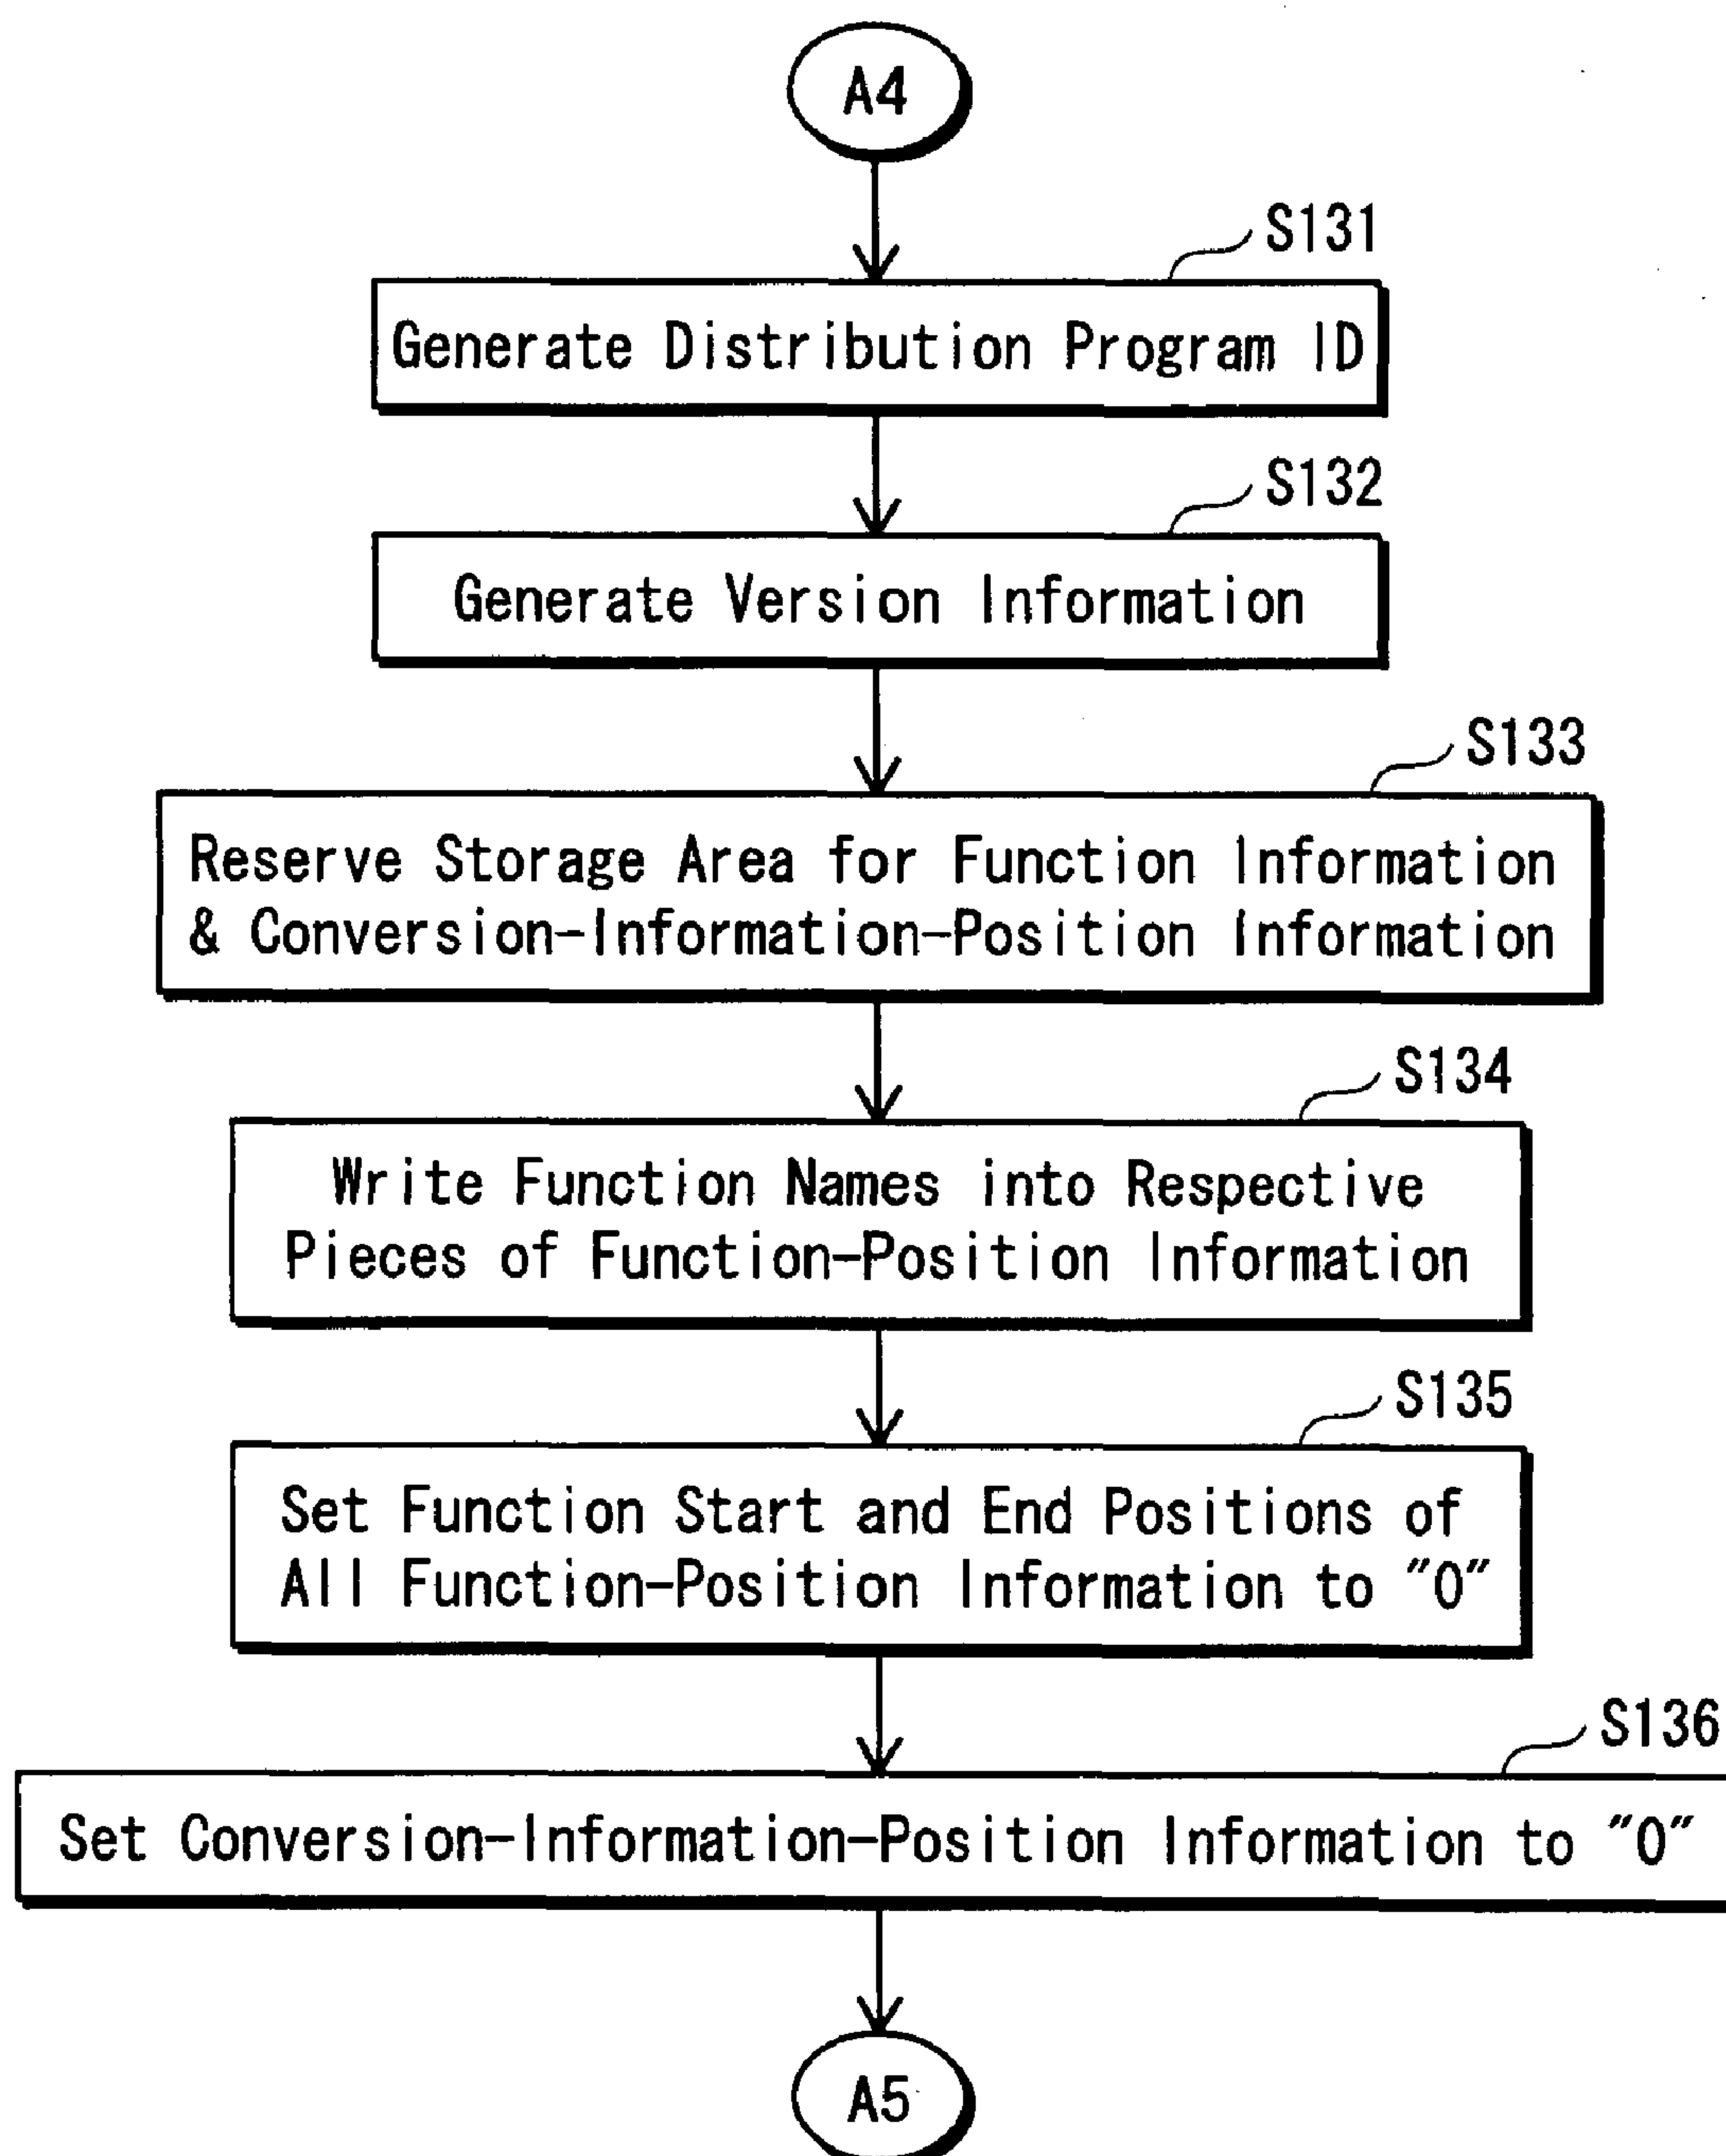 A4
S131
Generate Distribution Program ID
S132
Generate Version Information
S133
Reserve Storage Area for Function Information
& Conversion-Information-Position Information
S134
Write Function Names into Respective
Pieces of Function-Position Information
S135
Set Function Start and End Positions of
All Function-Position Information to "0"
S136
Set Conversion-Information-Position Information to "0"
A5